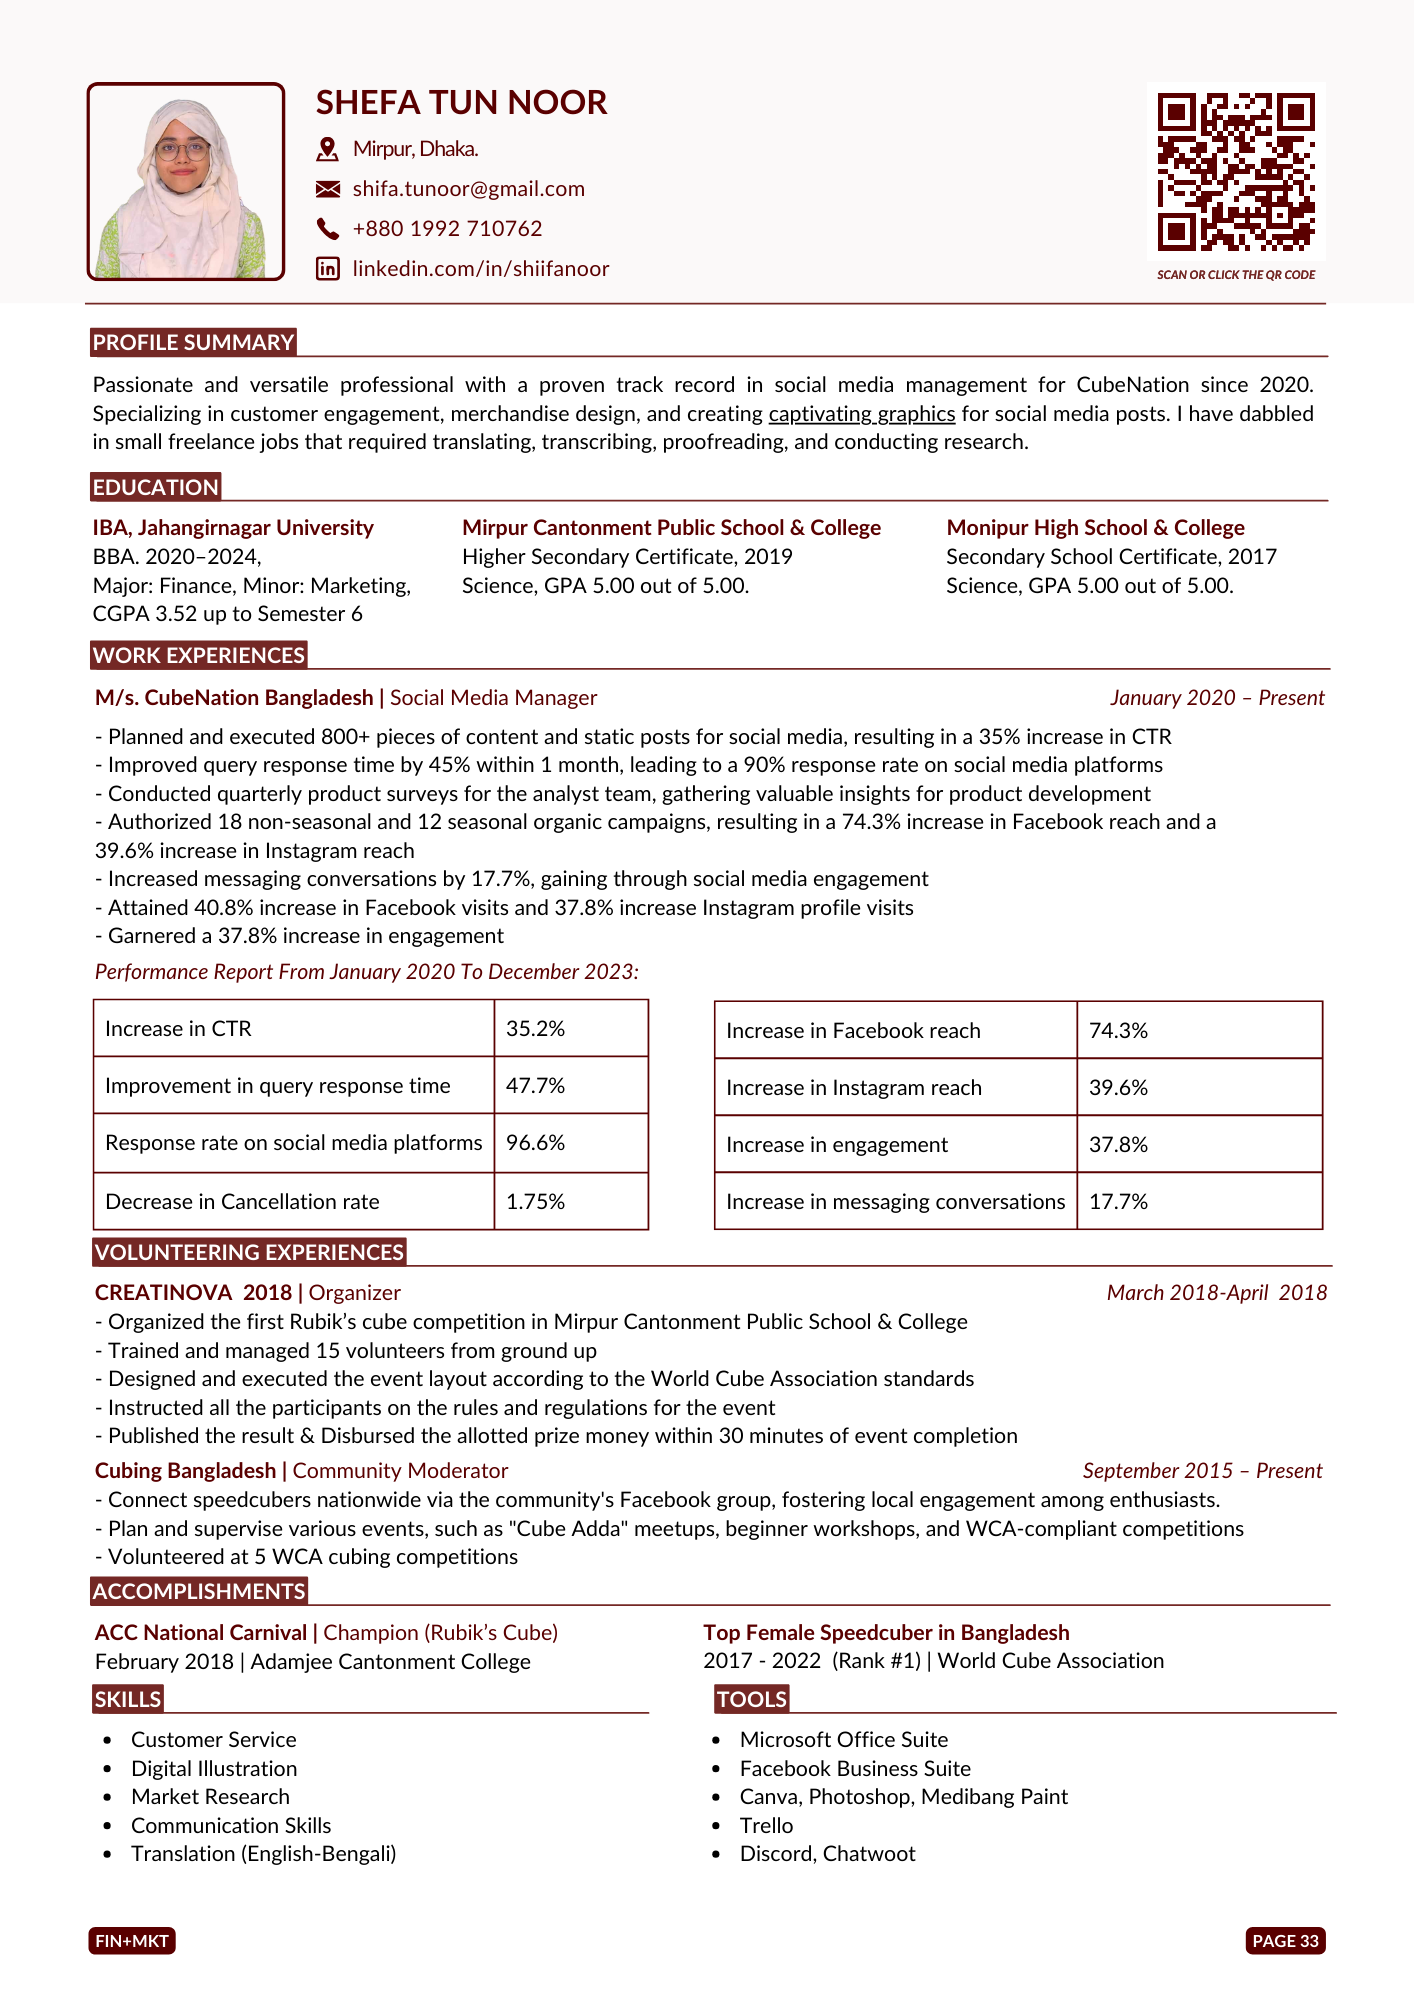 SHEFA TUN NOOR
Mirpur, Dhaka.
shifa.tunoor@gmail.com
+880 1992 710762
linkedin.com/in/shiifanoor
SCAN OR CLICK THE QR CODE
PROFILE SUMMARY
Passionate and versatile professional with a proven track record in social media management for CubeNation since 2020.
Specializing in customer engagement, merchandise design, and creating captivating graphics for social media posts. I have dabbled
in small freelance jobs that required translating, transcribing, proofreading, and conducting research.
EDUCATION
IBA, Jahangirnagar University
BBA. 2020–2024,
Major: Finance, Minor: Marketing,
CGPA 3.52 up to Semester 6
Mirpur Cantonment Public School & College
Higher Secondary Certificate, 2019
Science, GPA 5.00 out of 5.00.
Monipur High School & College
Secondary School Certificate, 2017
Science, GPA 5.00 out of 5.00.
WORK EXPERIENCES
M/s. CubeNation Bangladesh | Social Media Manager January 2020 – Present
- Planned and executed 800+ pieces of content and static posts for social media, resulting in a 35% increase in CTR
- Improved query response time by 45% within 1 month, leading to a 90% response rate on social media platforms
- Conducted quarterly product surveys for the analyst team, gathering valuable insights for product development
- Authorized 18 non-seasonal and 12 seasonal organic campaigns, resulting in a 74.3% increase in Facebook reach and a
39.6% increase in Instagram reach
- Increased messaging conversations by 17.7%, gaining through social media engagement
- Attained 40.8% increase in Facebook visits and 37.8% increase Instagram profile visits
- Garnered a 37.8% increase in engagement
Performance Report From January 2020 To December 2023:
Increase in CTR 35.2%
Improvement in query response time 47.7%
Response rate on social media platforms 96.6%
Decrease in Cancellation rate 1.75%
Increase in Facebook reach 74.3%
Increase in Instagram reach 39.6%
Increase in engagement 37.8%
Increase in messaging conversations 17.7%
VOLUNTEERING EXPERIENCES
CREATINOVA 2018 | Organizer March 2018-April 2018
- Organized the first Rubik’s cube competition in Mirpur Cantonment Public School & College
- Trained and managed 15 volunteers from ground up
- Designed and executed the event layout according to the World Cube Association standards
- Instructed all the participants on the rules and regulations for the event
- Published the result & Disbursed the allotted prize money within 30 minutes of event completion
Cubing Bangladesh | Community Moderator September 2015 – Present
- Connect speedcubers nationwide via the community's Facebook group, fostering local engagement among enthusiasts.
- Plan and supervise various events, such as "Cube Adda" meetups, beginner workshops, and WCA-compliant competitions
- Volunteered at 5 WCA cubing competitions
ACCOMPLISHMENTS
ACC National Carnival | Champion (Rubik’s Cube)
February 2018 | Adamjee Cantonment College
Top Female Speedcuber in Bangladesh
2017 - 2022 (Rank #1) | World Cube Association
SKILLS
• Customer Service
• Digital Illustration
• Market Research
• Communication Skills
• Translation (English-Bengali)
TOOLS
• Microsoft Office Suite
• Facebook Business Suite
• Canva, Photoshop, Medibang Paint
• Trello
• Discord, Chatwoot
FIN+MKT
PAGE 33